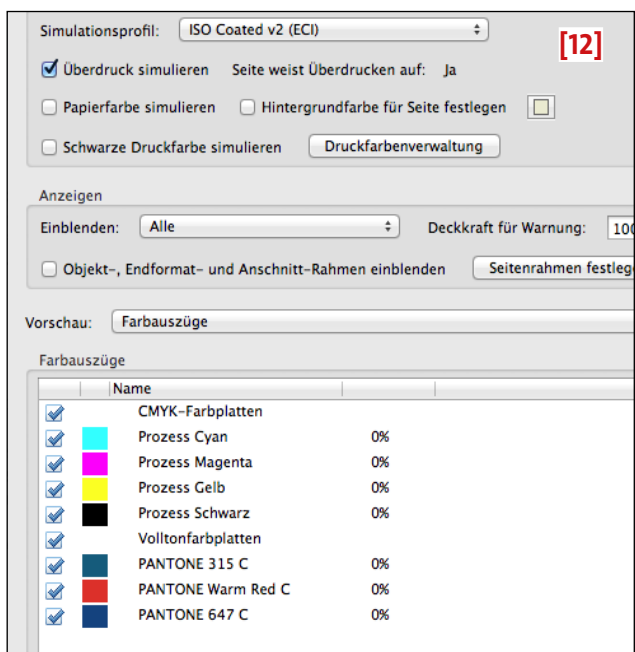 Simulationsprofil: ISO Coated v2 (ECI)
[12]
Überdruck simulieren Seite weist Überdrucken auf: Ja
Papierfarbe simulieren Hintergrundfarbe für Seite festlegen
Schwarze Druckfarbe simulieren Druckfarbenverwaltung
Anzeigen
Einblenden: Alle Deckkraft für Warnung: 100
Objekt-, Endformat- und Anschnitt-Rahmen einblenden Seitenrahmen festleg
Vorschau: Farbauszüge
Farbauszüge
Name
CMYK-Farbplatten
Prozess Cyan 0%
Prozess Magenta 0%
Prozess Gelb 0%
Prozess Schwarz 0%
Volltonfarbplatten
PANTONE 315 C 0%
PANTONE Warm Red C 0%
PANTONE 647 C 0%